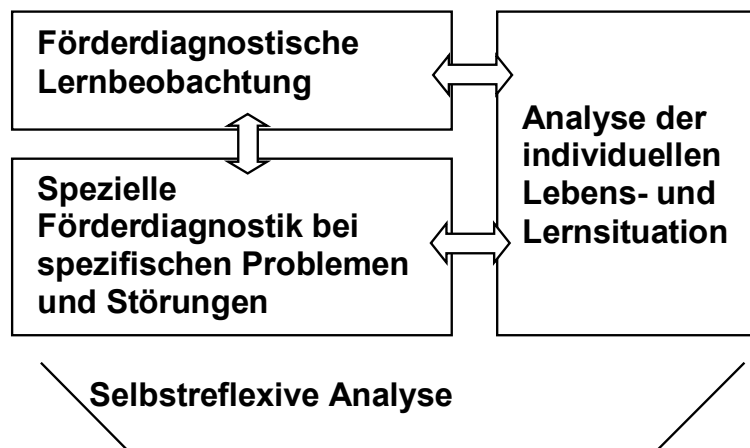 Förderdiagnostische
Lernbeobachtung
Spezielle
Förderdiagnostik bei
spezifischen Problemen
und Störungen
Analyse der
individuellen
Lebens- und
Lernsituation
Selbstreflexive Analyse